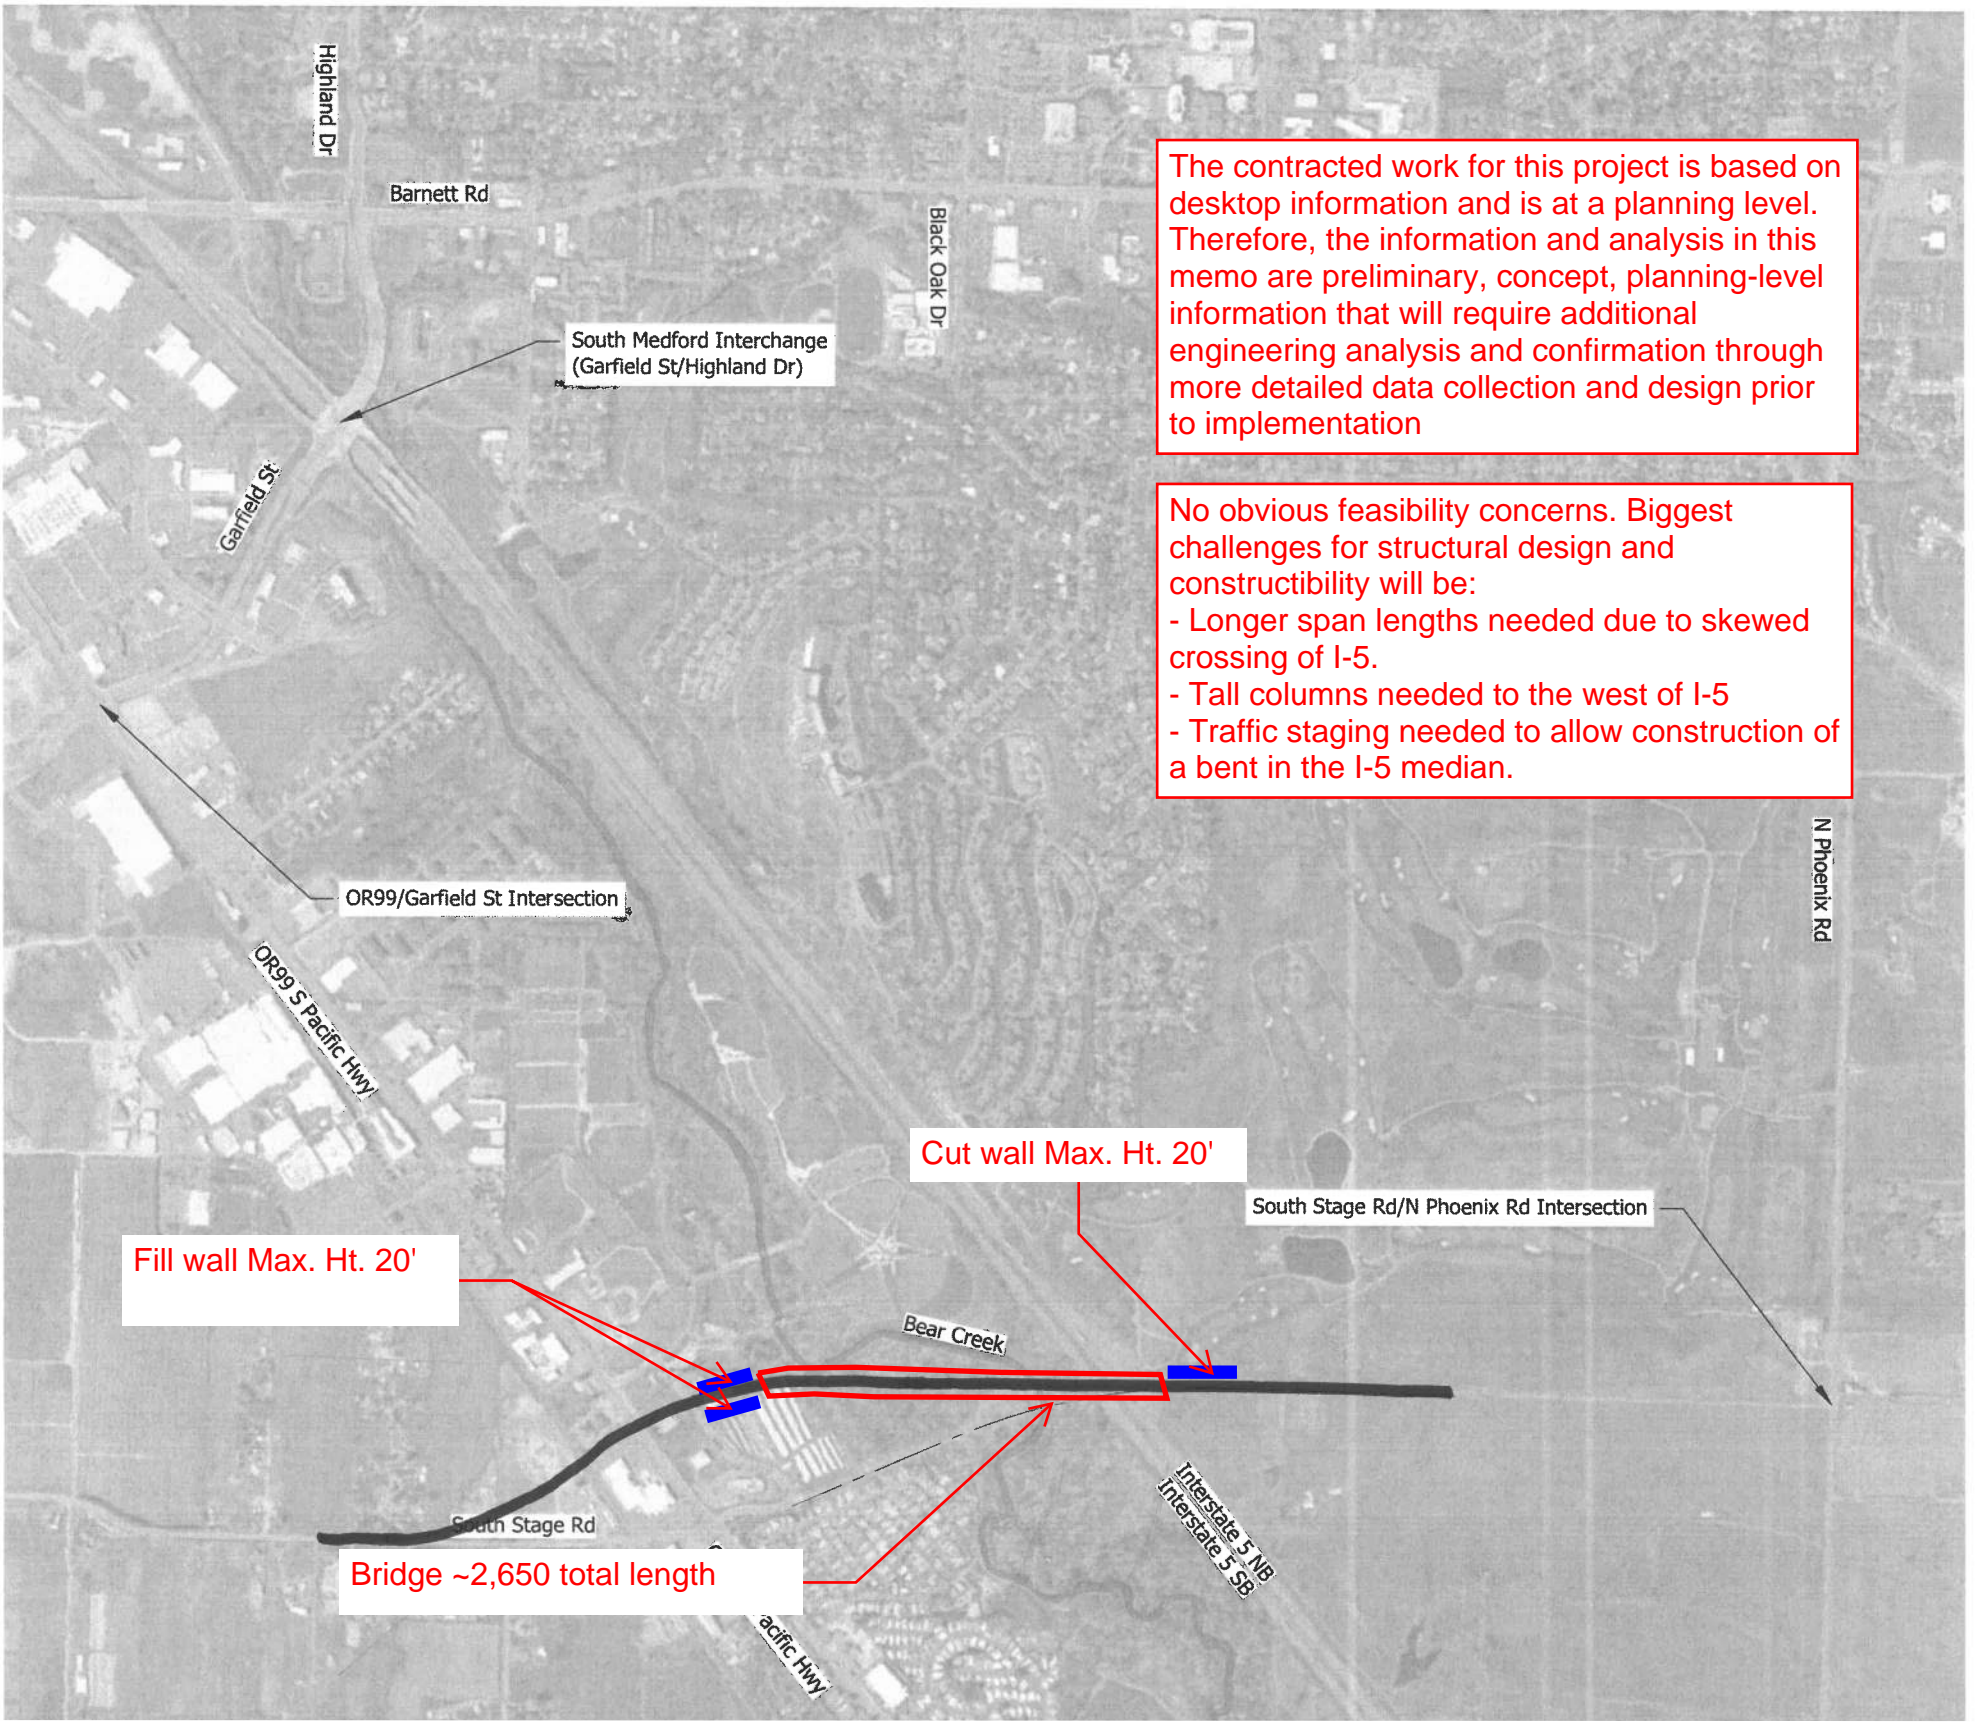 Highland Dr
Barnett Rd
Black Oak Dr
The contracted work for this project is based on
desktop information and is at a planning level.
Therefore, the information and analysis in this
memo are preliminary, concept, planning-level
information that will require additional
engineering analysis and confirmation through
more detailed data collection and design prior
to implementation
South Medford Interchange
(Garfield St/Highland Dr)
Garfield St
No obvious feasibility concerns. Biggest
challenges for structural design and
constructibility will be:
- Longer span lengths needed due to skewed
crossing of I-5.
- Tall columns needed to the west of I-5
- Traffic staging needed to allow construction of
a bent in the I-5 median.
N Phoenix Rd
OR99/Garfield St Intersection
OR99 S Pacific Hwy
Cut wall Max. Ht. 20'
South Stage Rd/N Phoenix Rd Intersection
Fill wall Max. Ht. 20'
Bear Creek
South Stage Rd
Interstate 5 NB
Interstate 5 SB
Bridge ~2,650 total length
acific Hwy